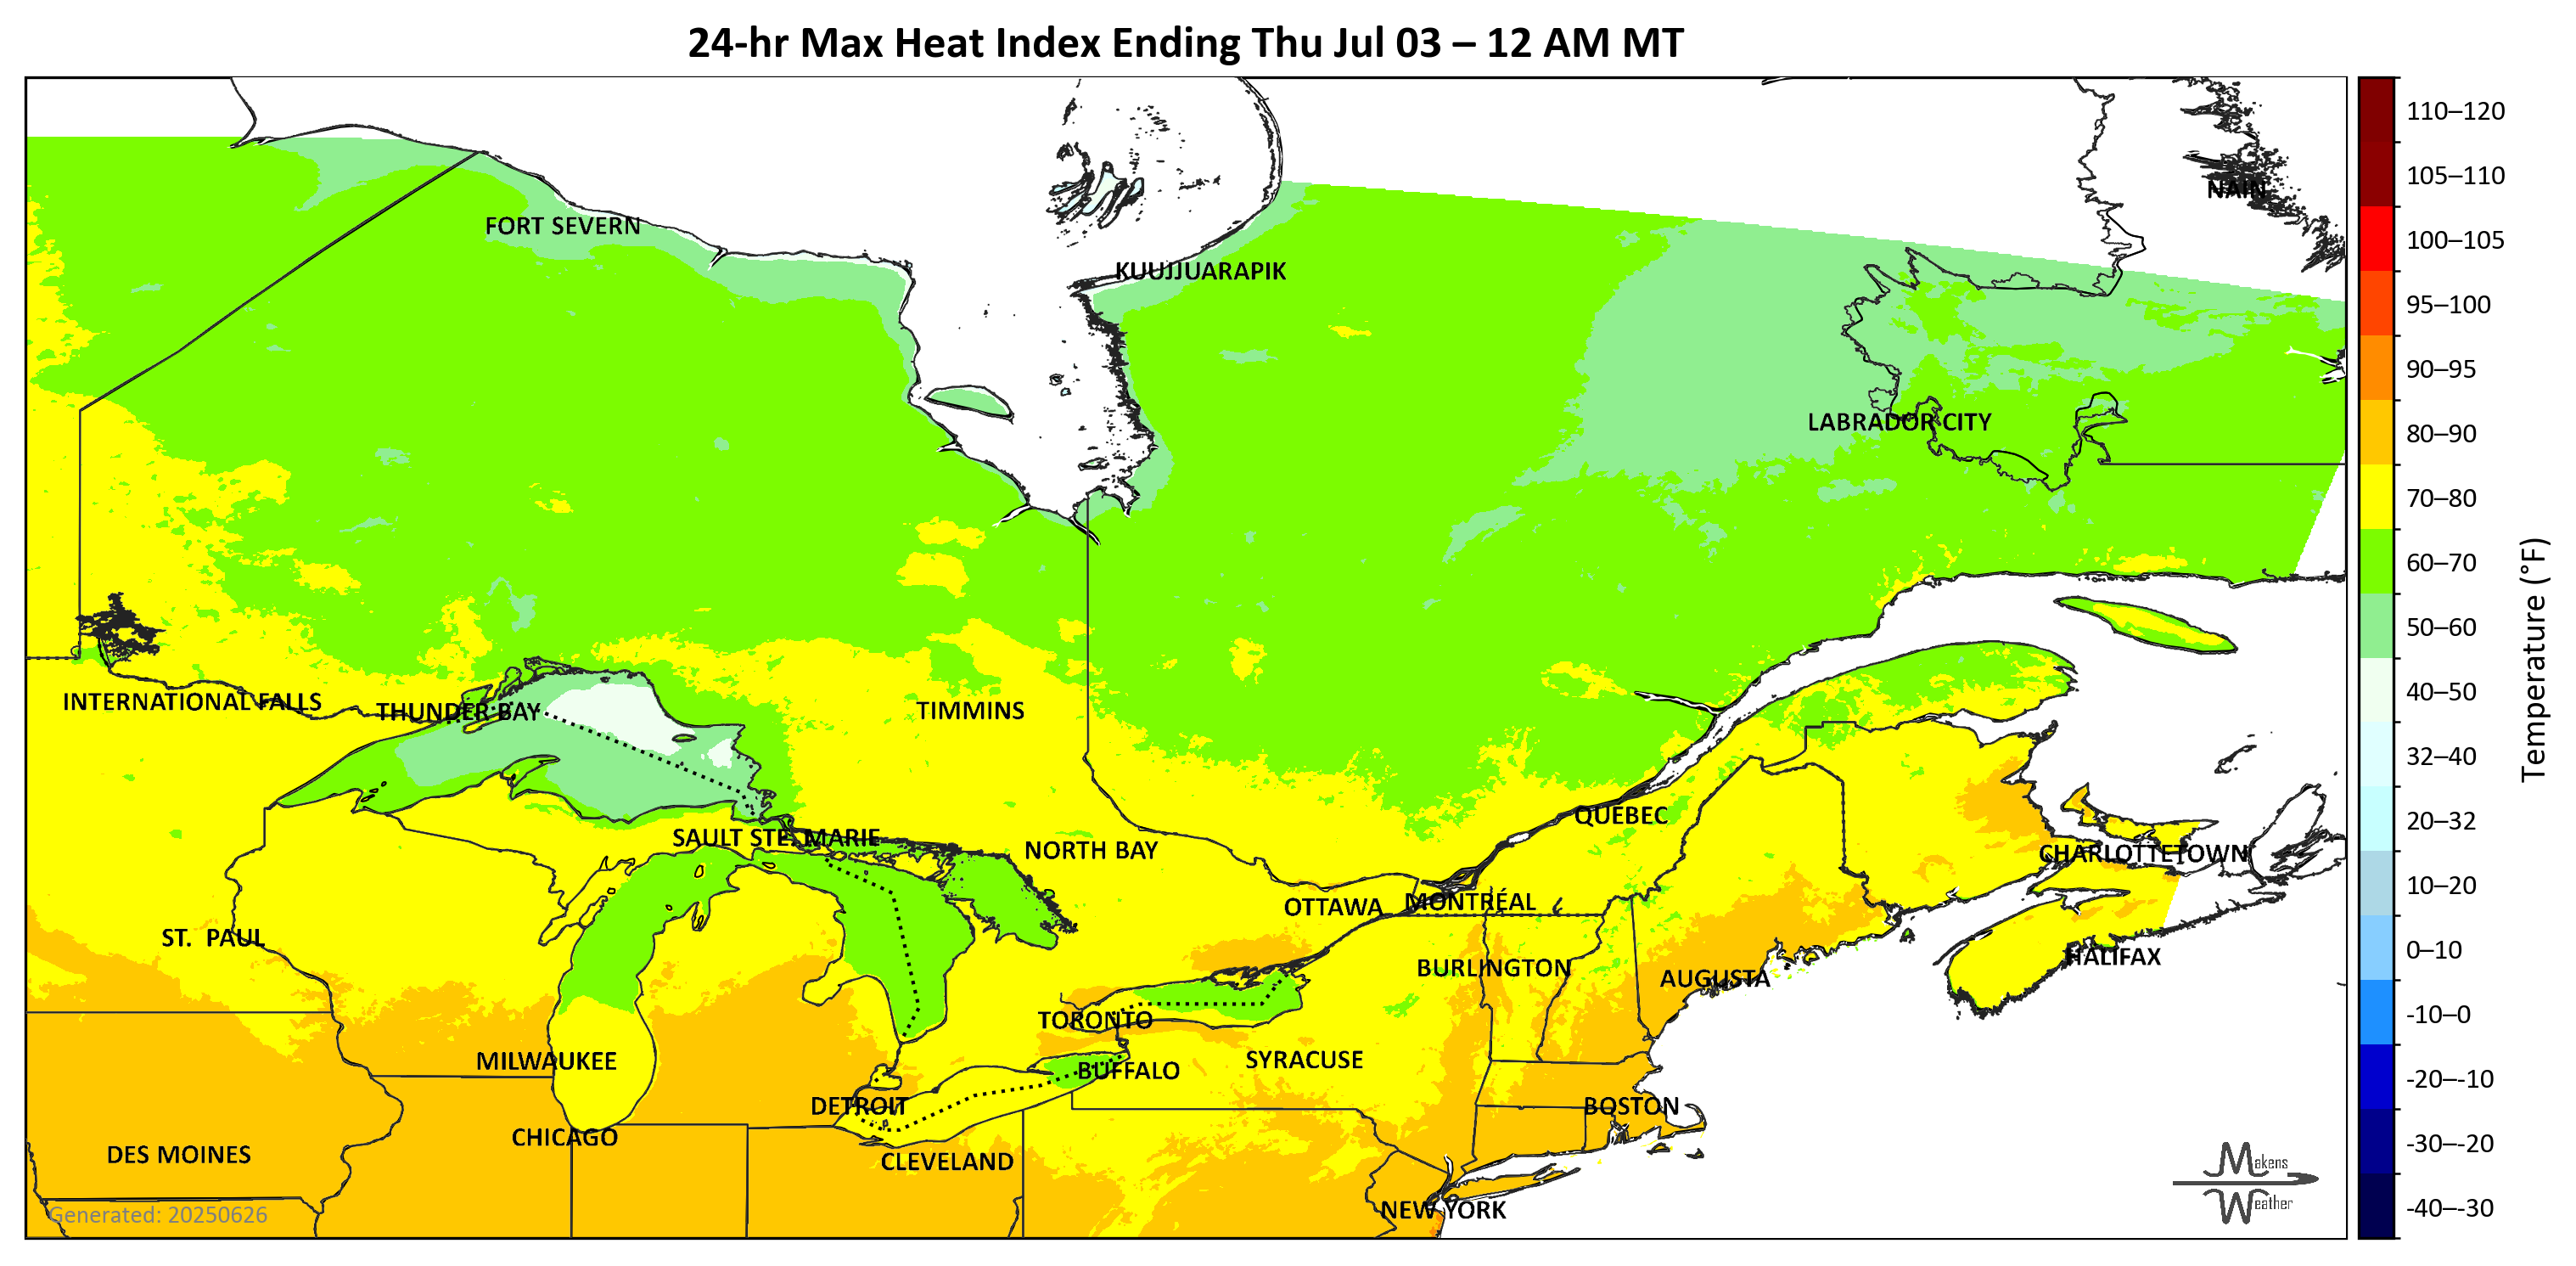 24-hr Max Heat Index Ending Thu Jul 03 – 12 AM MT
110–120
105–110
NAIN
FORT SEVERN
100–105
KUUJJUARAPIK
95–100
90–95
LABRADOR CITY
80–90
70–80
60–70
50–60
Temperature (°F)
INTERNATIONAL FALLS
THUNDER BAY
TIMMINS
40–50
32–40
QUEBEC
20–32
SAULT STE. MARIE
NORTH BAY
CHARLOTTETOWN
10–20
OTTAWA
MONTRÉAL
ST. PAUL
0–10
HALIFAX
BURLINGTON
AUGUSTA
TORONTO
-10–0
MILWAUKEE
SYRACUSE
BUFFALO
-20–-10
DETROIT
BOSTON
CHICAGO
-30–-20
DES MOINES
CLEVELAND
Makens
Weather
NEW YORK
-40–-30
Generated: 20250626